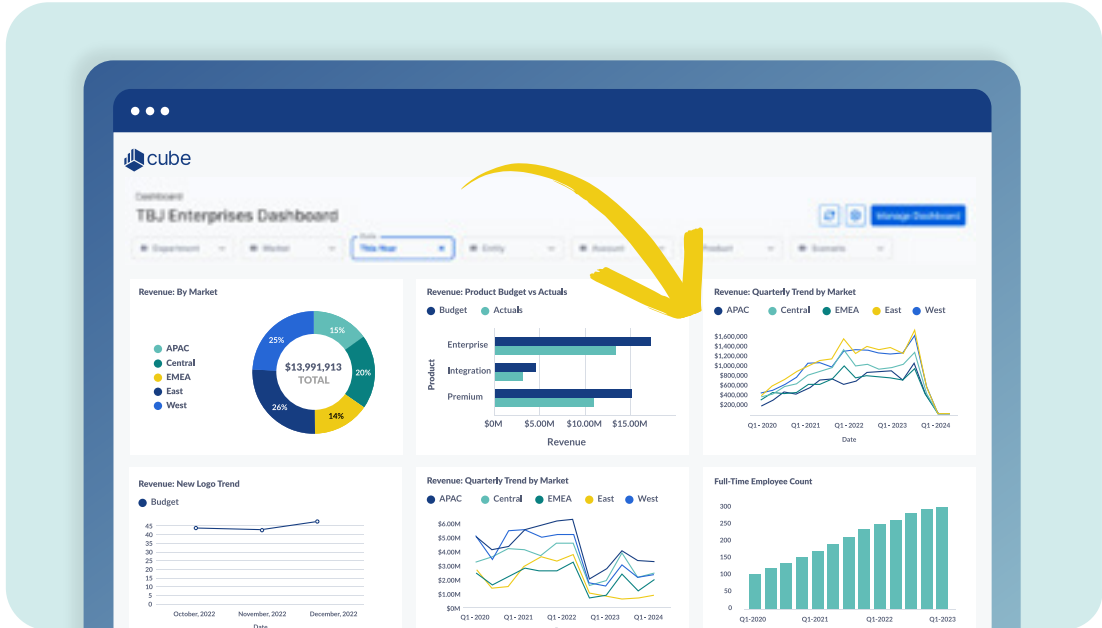 cube
Dashboard
TBJ Enterprises Dashboard
Manage Dashboard
Department
Market
This Year
Entity
Account
Product
Scenario
Revenue: By Market
APAC
Central
EMEA
East
West
15%
20%
14%
26%
25%
$13,991,913
TOTAL
Revenue: Product Budget vs Actuals
Budget Actuals
Product
Enterprise
Integration
Premium
$0M $5.00M $10.00M $15.00M
Revenue
Revenue: Quarterly Trend by Market
APAC Central EMEA East West
$1,600,000
$1,400,000
$1,200,000
$1,000,000
$800,000
$600,000
$400,000
$200,000
Q1-2020 Q1-2021 Q1-2022 Q1-2023 Q1-2024
Date
Revenue: New Logo Trend
Budget
45
40
35
30
25
20
15
10
5
0
October, 2022 November, 2022 December, 2022
Date
Revenue: Quarterly Trend by Market
APAC Central EMEA East West
$6.00M
$5.00M
$4.00M
$3.00M
$2.00M
$1.00M
$0M
Q1-2020 Q1-2021 Q1-2022 Q1-2023 Q1-2024
Full-Time Employee Count
300
250
200
150
100
50
0
Q1-2020 Q1-2021 Q1-2022 Q1-2023